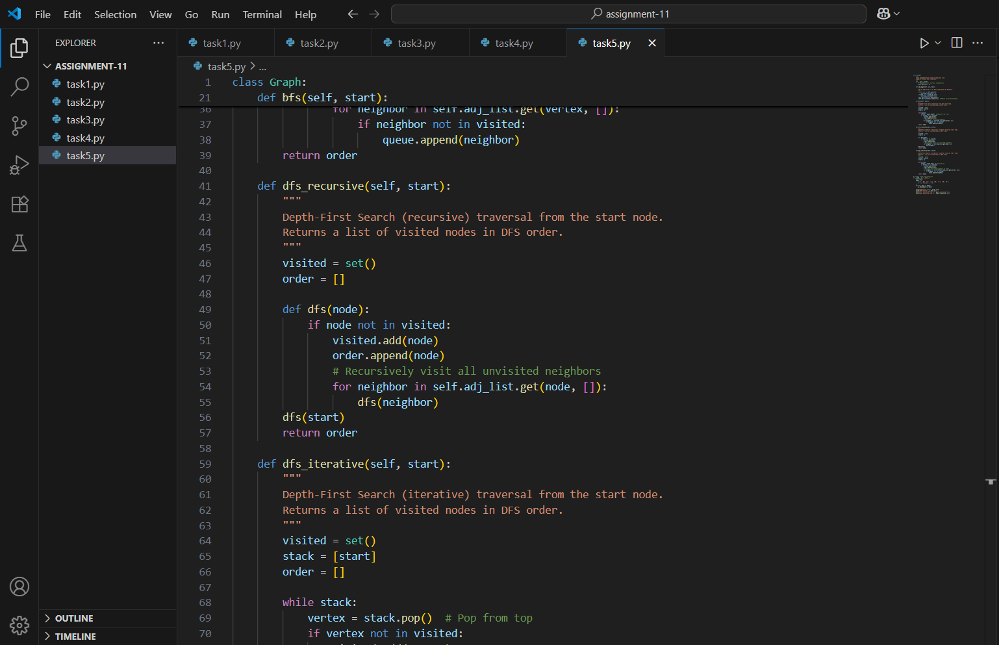 File Edit Selection View Go Run Terminal Help
assignment-11
EXPLORER
ASSIGNMENT-11
task1.py
task2.py
task3.py
task4.py
task5.py
OUTLINE
TIMELINE
task1.py task2.py task3.py task4.py task5.py
task5.py > ...
1 class Graph:
21     def bfs(self, start):
36                 for neighbor in self.adj_list.get(vertex, []):
37                     if neighbor not in visited:
38                         queue.append(neighbor)
39         return order
40
41     def dfs_recursive(self, start):
42         """
43         Depth-First Search (recursive) traversal from the start node.
44         Returns a list of visited nodes in DFS order.
45         """
46         visited = set()
47         order = []
48
49         def dfs(node):
50             if node not in visited:
51                 visited.add(node)
52                 order.append(node)
53                 # Recursively visit all unvisited neighbors
54                 for neighbor in self.adj_list.get(node, []):
55                     dfs(neighbor)
56         dfs(start)
57         return order
58
59     def dfs_iterative(self, start):
60         """
61         Depth-First Search (iterative) traversal from the start node.
62         Returns a list of visited nodes in DFS order.
63         """
64         visited = set()
65         stack = [start]
66         order = []
67
68         while stack:
69             vertex = stack.pop()  # Pop from top
70             if vertex not in visited: